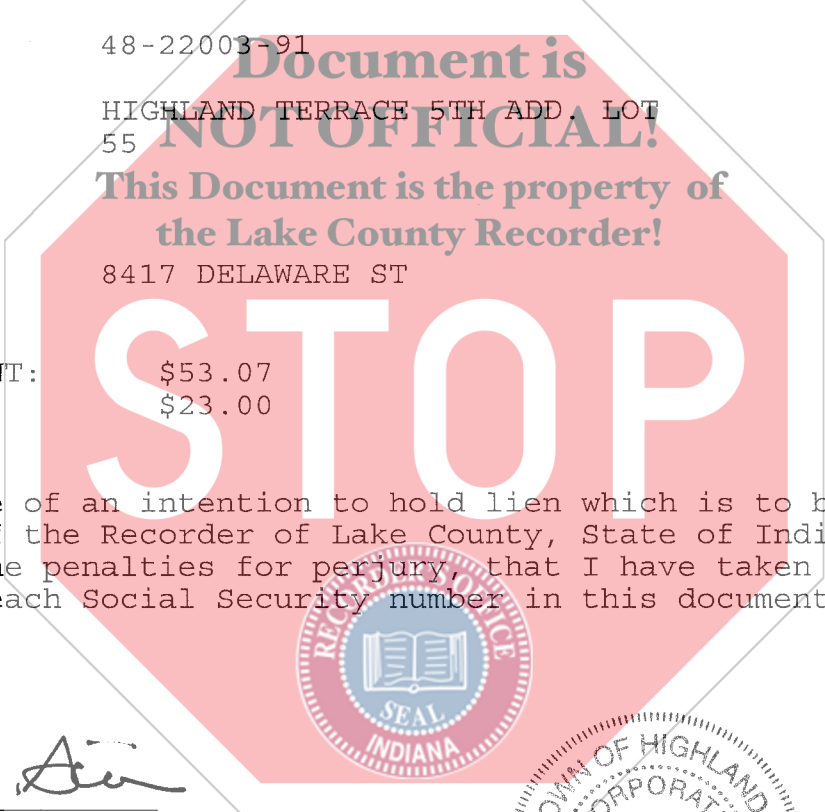 48-22003-91
Document is
HIGHLAND TERRACE 5TH ADD. LOT
NOT OFFICIAL!
55
This Document is the property of
the Lake County Recorder!
8417 DELAWARE ST
STOP
NT: $53.07
$23.00
e of an intention to hold lien which is to b
f the Recorder of Lake County, State of Indi
he penalties for perjury, that I have taken
each Social Security number in this document
RECORDER'S OFFICE
SEAL
INDIANA
TOWN OF HIGHLAND